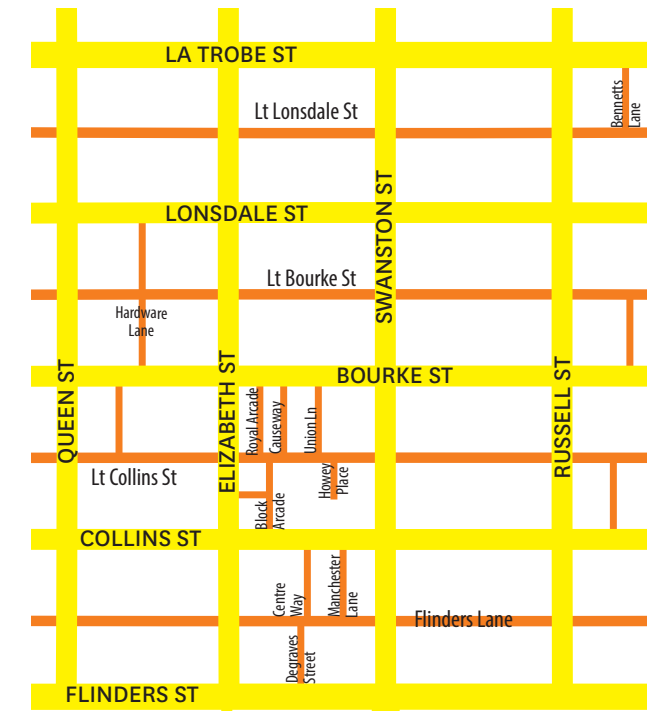 LA TROBE ST
Lt Lonsdale St
Bennetts
Lane
LONSDALE ST
SWANSTON ST
Lt Bourke St
Hardware
Lane
BOURKE ST
QUEEN ST
ELIZABETH ST
RUSSELL ST
Royal Arcade
Causeway
Union Ln
Lt Collins St
Howey
Place
Block
Arcade
COLLINS ST
Centre
Way
Manchester
Lane
Flinders Lane
Degraves
Street
FLINDERS ST